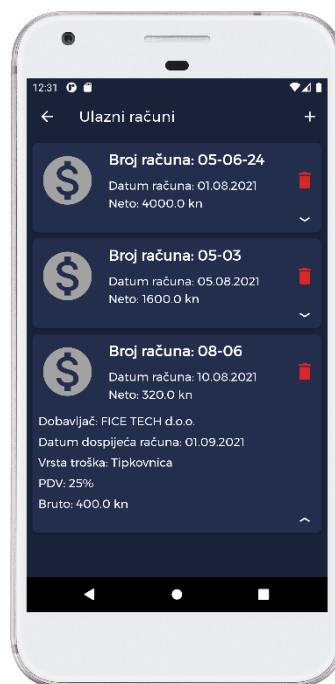 12:31
Ulazni računi
Broj računa: 05-06-24
Datum računa: 01.08.2021
Neto: 4000.0 kn
Broj računa: 05-03
Datum računa: 05.08.2021
Neto: 1600.0 kn
Broj računa: 08-06
Datum računa: 10.08.2021
Neto: 320.0 kn
Dobavljač: FICE TECH d.o.o.
Datum dospijeća računa: 01.09.2021
Vrsta troška: Tipkovnica
PDV: 25%
Bruto: 400.0 kn